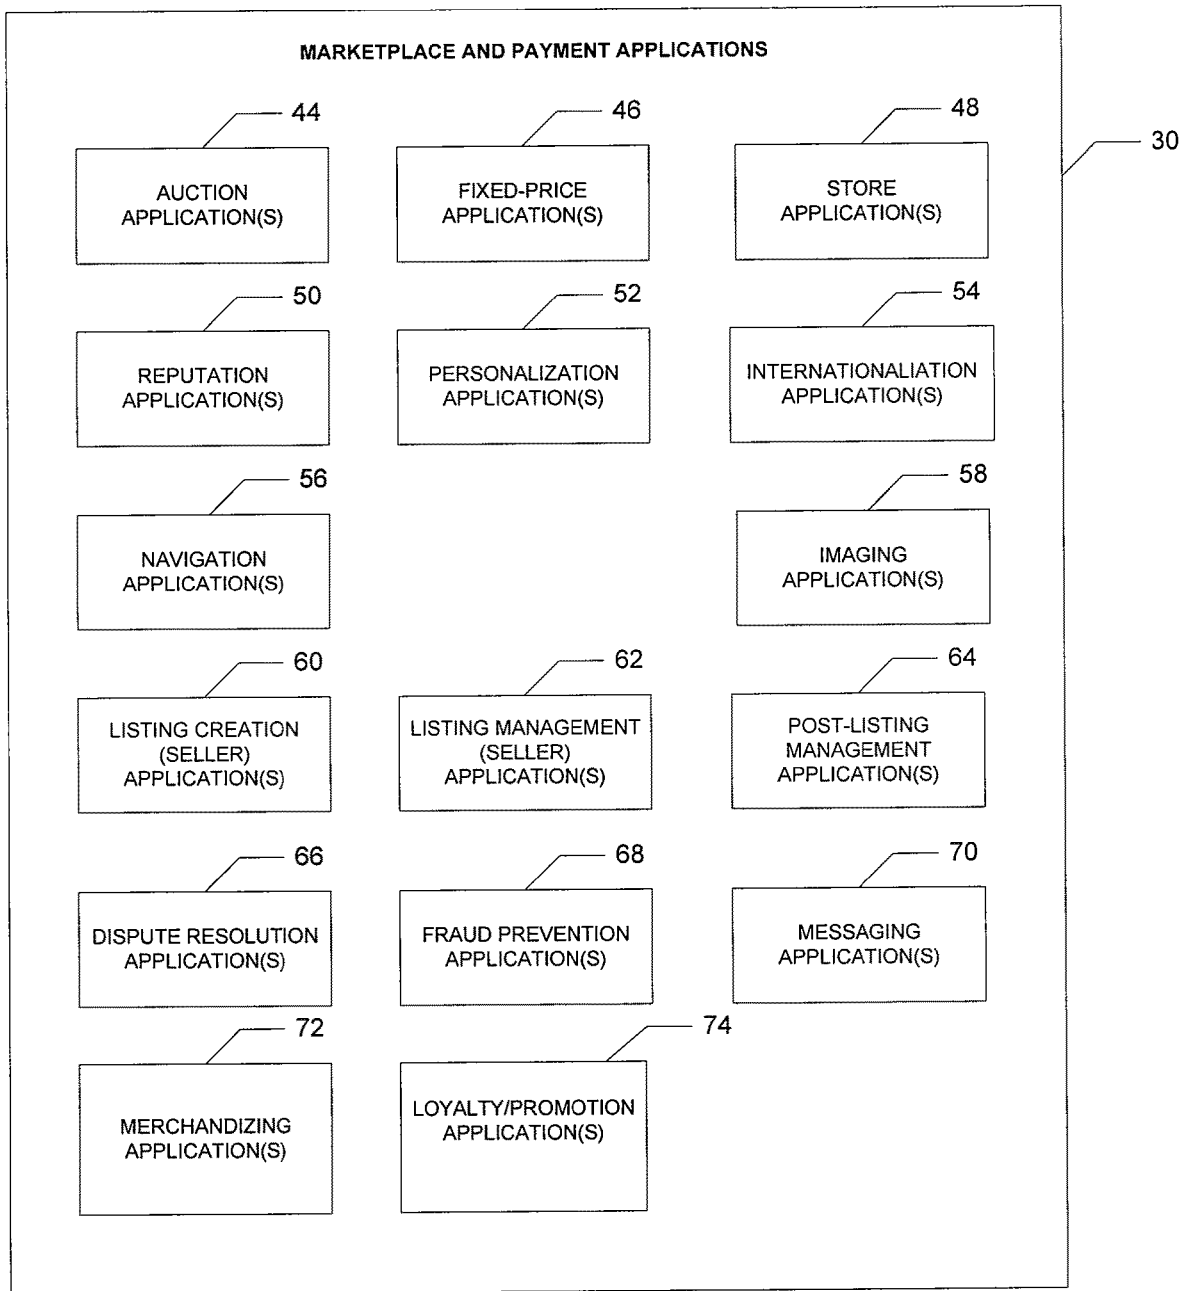 MARKETPLACE AND PAYMENT APPLICATIONS
44
46
48
30
AUCTION
APPLICATION(S)
FIXED-PRICE
APPLICATION(S)
STORE
APPLICATION(S)
50
52
54
REPUTATION
APPLICATION(S)
PERSONALIZATION
APPLICATION(S)
INTERNATIONALIATION
APPLICATION(S)
56
58
NAVIGATION
APPLICATION(S)
IMAGING
APPLICATION(S)
60
62
64
LISTING CREATION
(SELLER)
APPLICATION(S)
LISTING MANAGEMENT
(SELLER)
APPLICATION(S)
POST-LISTING
MANAGEMENT
APPLICATION(S)
66
68
70
DISPUTE RESOLUTION
APPLICATION(S)
FRAUD PREVENTION
APPLICATION(S)
MESSAGING
APPLICATION(S)
72
74
MERCHANDIZING
APPLICATION(S)
LOYALTY/PROMOTION
APPLICATION(S)